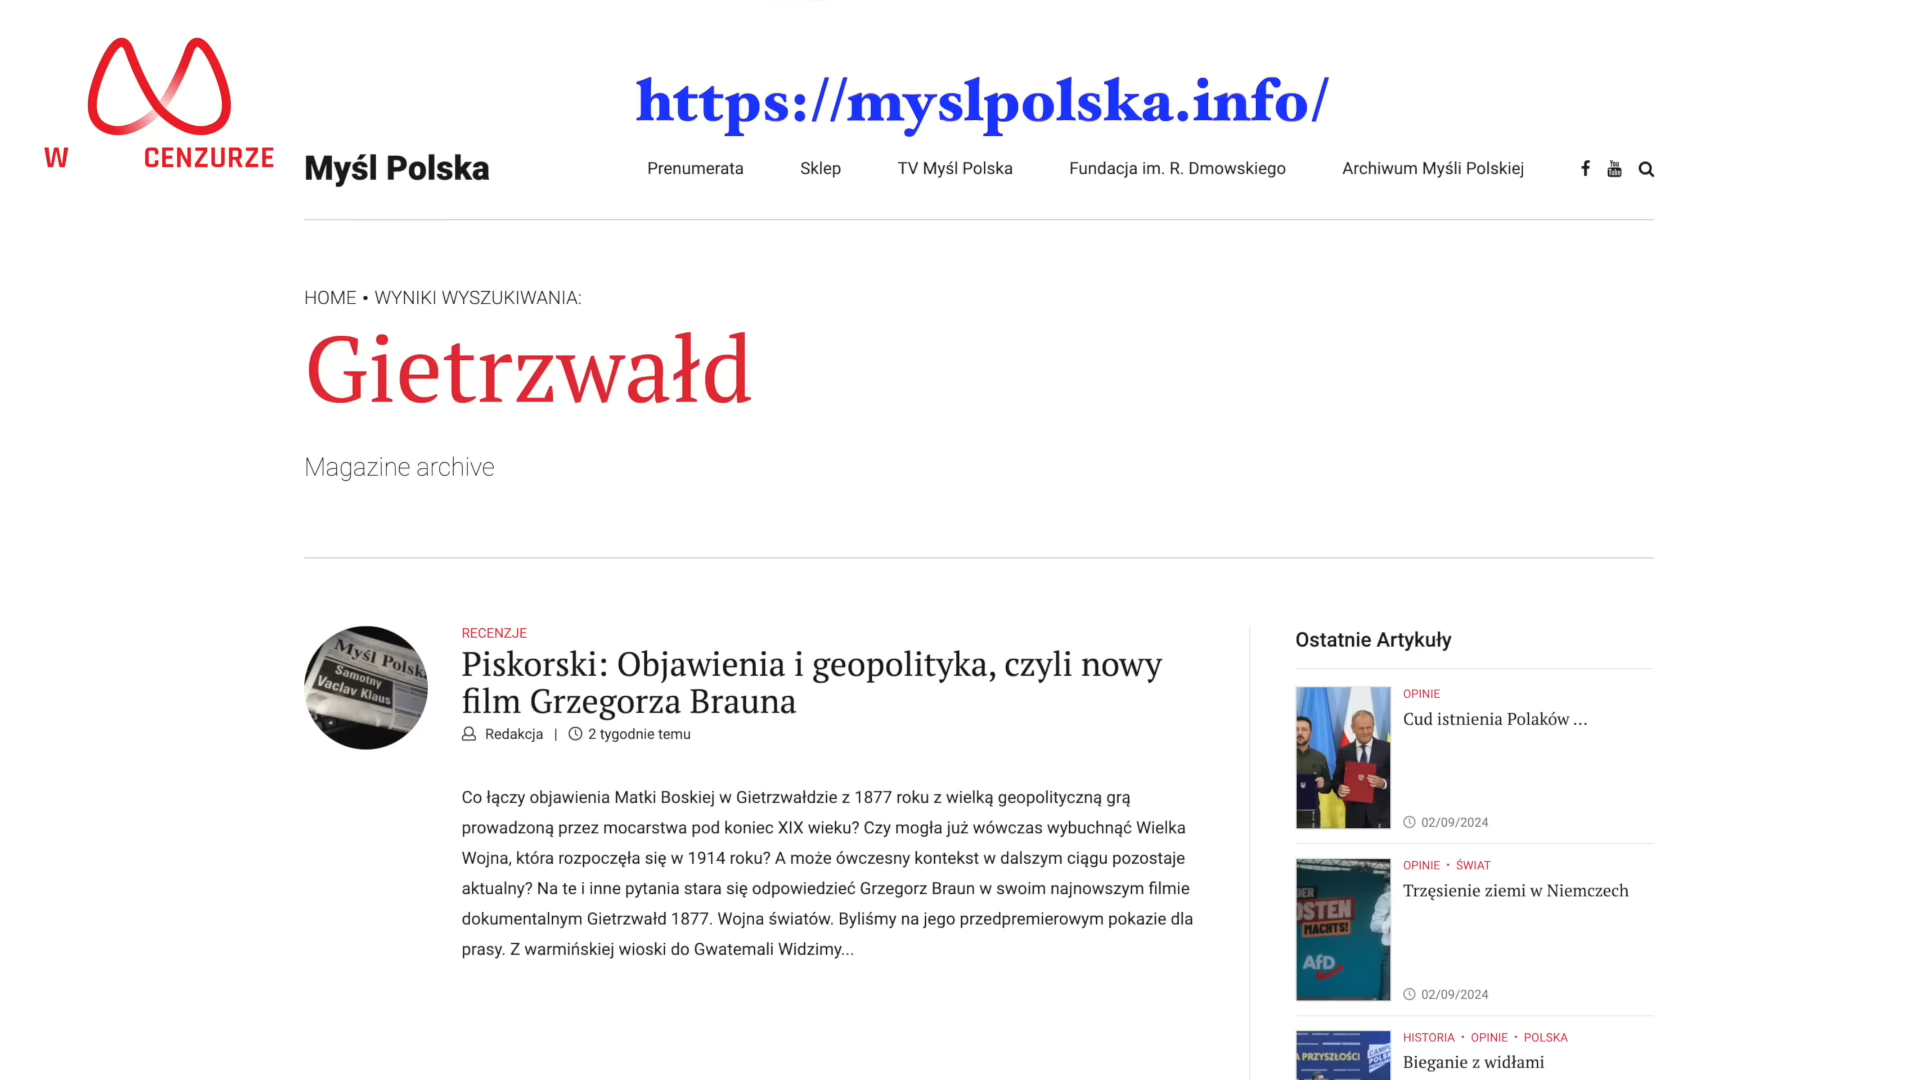 https://myslpolska.info/
W CENZURZE
Myśl Polska
Prenumerata
Sklep
TV Myśl Polska
Fundacja im. R. Dmowskiego
Archiwum Myśli Polskiej
HOME • WYNIKI WYSZUKIWANIA:
Gietrzwałd
Magazine archive
Myśl Polsk
Samotny
Vaclav Klaus
RECENZJE
Piskorski: Objawienia i geopolityka, czyli nowy
film Grzegorza Brauna
Redakcja | 2 tygodnie temu
Co łączy objawienia Matki Boskiej w Gietrzwałdzie z 1877 roku z wielką geopolityczną grą
prowadzoną przez mocarstwa pod koniec XIX wieku? Czy mogła już wówczas wybuchnąć Wielka
Wojna, która rozpoczęła się w 1914 roku? A może ówczesny kontekst w dalszym ciągu pozostaje
aktualny? Na te i inne pytania stara się odpowiedzieć Grzegorz Braun w swoim najnowszym filmie
dokumentalnym Gietrzwałd 1877. Wojna światów. Byliśmy na jego przedpremierowym pokazie dla
prasy. Z warmińskiej wioski do Gwatemali Widzimy...
Ostatnie Artykuły
OPINIE
Cud istnienia Polaków ...
02/09/2024
OPINIE • ŚWIAT
Trzęsienie ziemi w Niemczech
DER
OSTEN
MACHTS!
AfD
02/09/2024
HISTORIA • OPINIE • POLSKA
Bieganie z widłami
A PRZYSZŁOŚCI